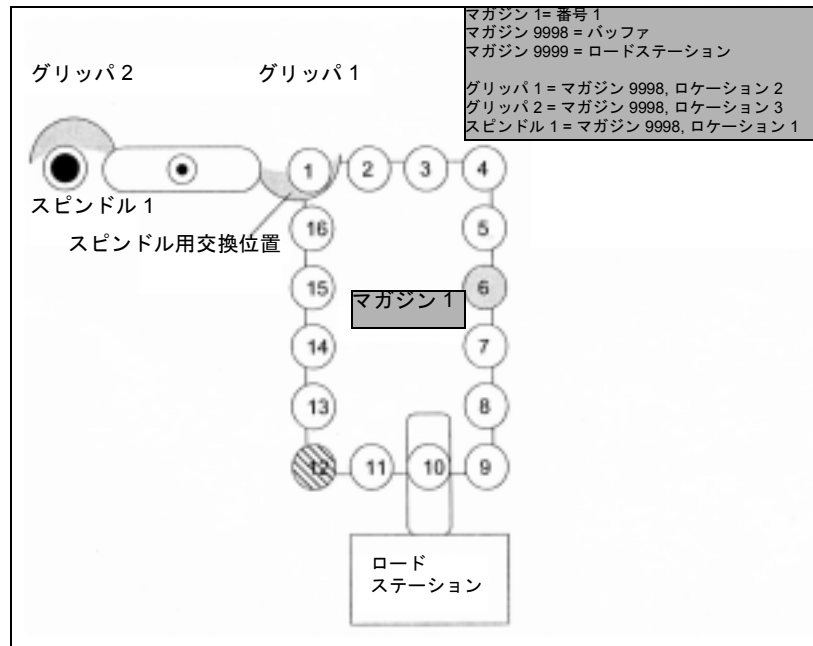 マガジン 1= 番号 1
マガジン 9998 = バッファ
マガジン 9999 = ロードステーション
グリッパ 1 = マガジン 9998, ロケーション 2
グリッパ 2 = マガジン 9998, ロケーション 3
スピンドル 1 = マガジン 9998, ロケーション 1
グリッパ 2
グリッパ 1
1
2
3
4
スピンドル 1
スピンドル用交換位置
16
5
15
マガジン 1
6
14
7
13
8
12
11
10
9
ロード
ステーション